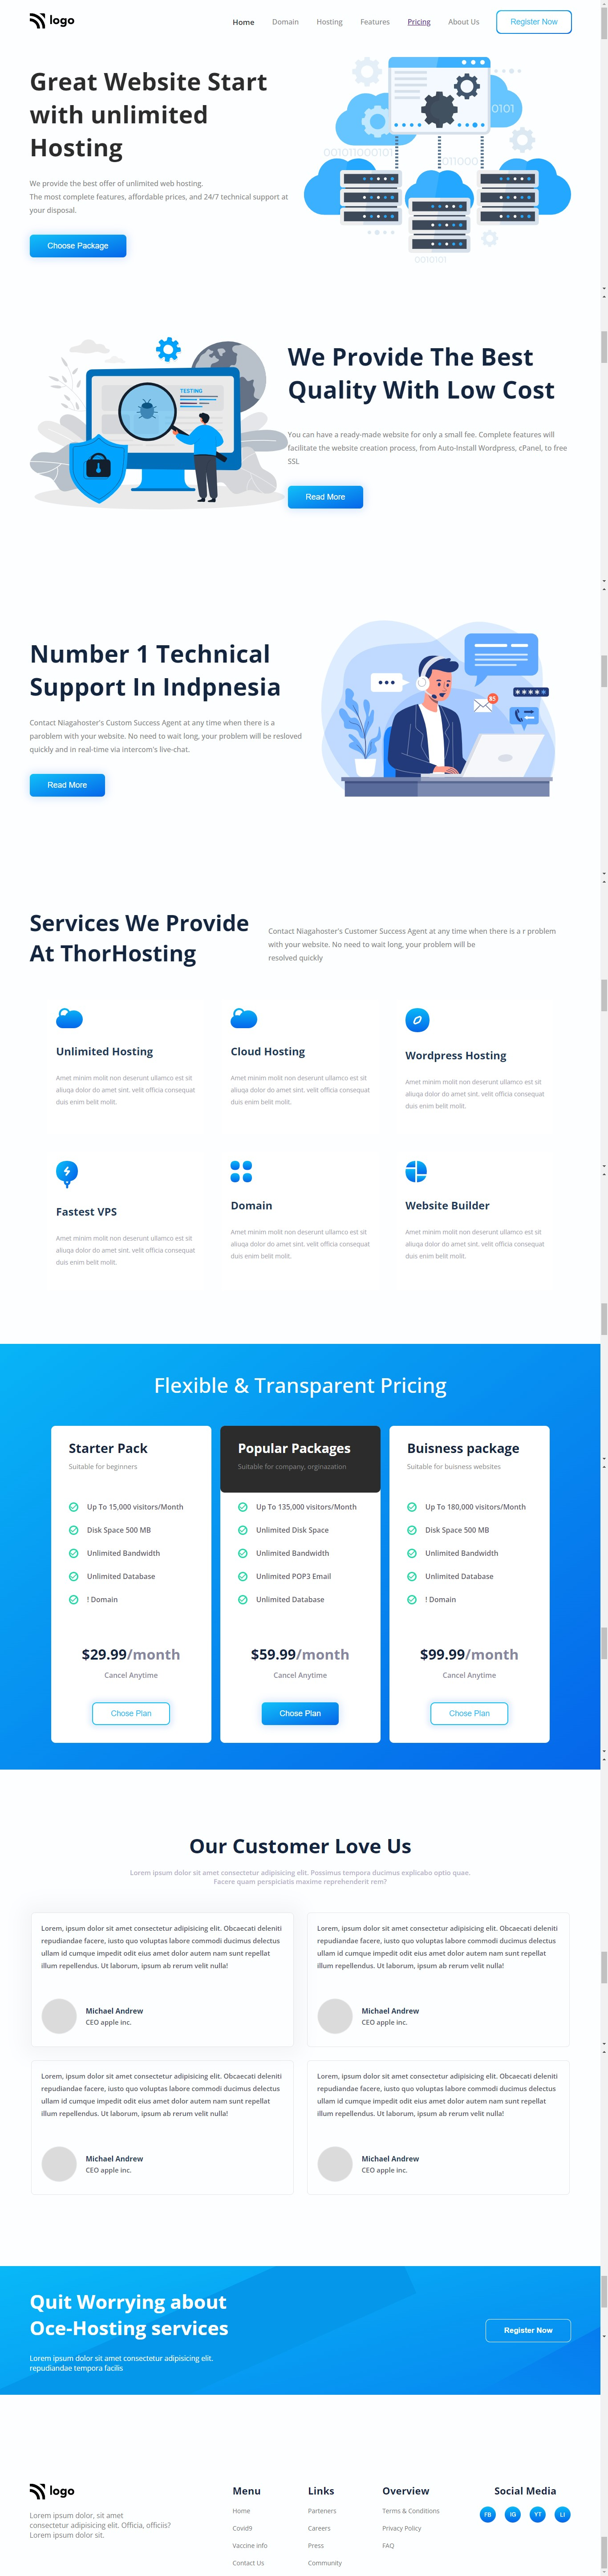 logo
Home Domain Hosting Features Pricing About Us Register Now
Great Website Start
with unlimited
Hosting
We provide the best offer of unlimited web hosting.
The most complete features, affordable prices, and 24/7 technical support at
your disposal.
Choose Package
0101
001011000101
011000
0010101
TESTING
We Provide The Best
Quality With Low Cost
You can have a ready-made website for only a small fee. Complete features will
facilitate the website creation process, from Auto-Install Wordpress, cPanel, to free
SSL
Read More
Number 1 Technical
Support In Indpnesia
Contact Niagahoster's Custom Success Agent at any time when there is a
paroblem with your website. No need to wait long, your problem will be resloved
quickly and in real-time via intercom's live-chat.
Read More
85
****
Services We Provide
At ThorHosting
Contact Niagahoster's Customer Success Agent at any time when there is a r problem
with your website. No need to wait long, your problem will be
resolved quickly
Unlimited Hosting
Amet minim molit non deserunt ullamco est sit
aliuqa dolor do amet sint. velit officia consequat
duis enim belit molit.
Cloud Hosting
Amet minim molit non deserunt ullamco est sit
aliuqa dolor do amet sint. velit officia consequat
duis enim belit molit.
Wordpress Hosting
Amet minim molit non deserunt ullamco est sit
aliuqa dolor do amet sint. velit officia consequat
duis enim belit molit.
Fastest VPS
Amet minim molit non deserunt ullamco est sit
aliuqa dolor do amet sint. velit officia consequat
duis enim belit molit.
Domain
Amet minim molit non deserunt ullamco est sit
aliuqa dolor do amet sint. velit officia consequat
duis enim belit molit.
Website Builder
Amet minim molit non deserunt ullamco est sit
aliuqa dolor do amet sint. velit officia consequat
duis enim belit molit.
Flexible & Transparent Pricing
Starter Pack
Suitable for beginners
Up To 15,000 visitors/Month
Disk Space 500 MB
Unlimited Bandwidth
Unlimited Database
! Domain
$29.99/month
Cancel Anytime
Chose Plan
Popular Packages
Suitable for company, orginazation
Up To 135,000 visitors/Month
Unlimited Disk Space
Unlimited Bandwidth
Unlimited POP3 Email
Unlimited Database
$59.99/month
Cancel Anytime
Chose Plan
Buisness package
Suitable for buisness websites
Up To 180,000 visitors/Month
Disk Space 500 MB
Unlimited Bandwidth
Unlimited Database
! Domain
$99.99/month
Cancel Anytime
Chose Plan
Our Customer Love Us
Lorem ipsum dolor sit amet consectetur adipisicing elit. Possimus tempora ducimus explicabo optio quae.
Facere quam perspiciatis maxime reprehenderit rem?
Lorem, ipsum dolor sit amet consectetur adipisicing elit. Obcaecati deleniti
repudiandae facere, iusto quo voluptas labore commodi ducimus delectus
ullam id cumque impedit odit eius amet dolor autem nam sunt repellat
illum repellendus. Ut laborum, ipsum ab rerum velit nulla!
Michael Andrew
CEO apple inc.
Lorem, ipsum dolor sit amet consectetur adipisicing elit. Obcaecati deleniti
repudiandae facere, iusto quo voluptas labore commodi ducimus delectus
ullam id cumque impedit odit eius amet dolor autem nam sunt repellat
illum repellendus. Ut laborum, ipsum ab rerum velit nulla!
Michael Andrew
CEO apple inc.
Lorem, ipsum dolor sit amet consectetur adipisicing elit. Obcaecati deleniti
repudiandae facere, iusto quo voluptas labore commodi ducimus delectus
ullam id cumque impedit odit eius amet dolor autem nam sunt repellat
illum repellendus. Ut laborum, ipsum ab rerum velit nulla!
Michael Andrew
CEO apple inc.
Lorem, ipsum dolor sit amet consectetur adipisicing elit. Obcaecati deleniti
repudiandae facere, iusto quo voluptas labore commodi ducimus delectus
ullam id cumque impedit odit eius amet dolor autem nam sunt repellat
illum repellendus. Ut laborum, ipsum ab rerum velit nulla!
Michael Andrew
CEO apple inc.
Quit Worrying about
Oce-Hosting services
Lorem ipsum dolor sit amet consectetur adipisicing elit.
repudiandae tempora facilis
Register Now
logo
Lorem ipsum dolor, sit amet
consectetur adipisicing elit. Officia, officiis?
Lorem ipsum dolor sit.
Menu
Home
Covid9
Vaccine info
Contact Us
Links
Parteners
Careers
Press
Community
Overview
Terms & Conditions
Privacy Policy
FAQ
Social Media
FB IG YT LI